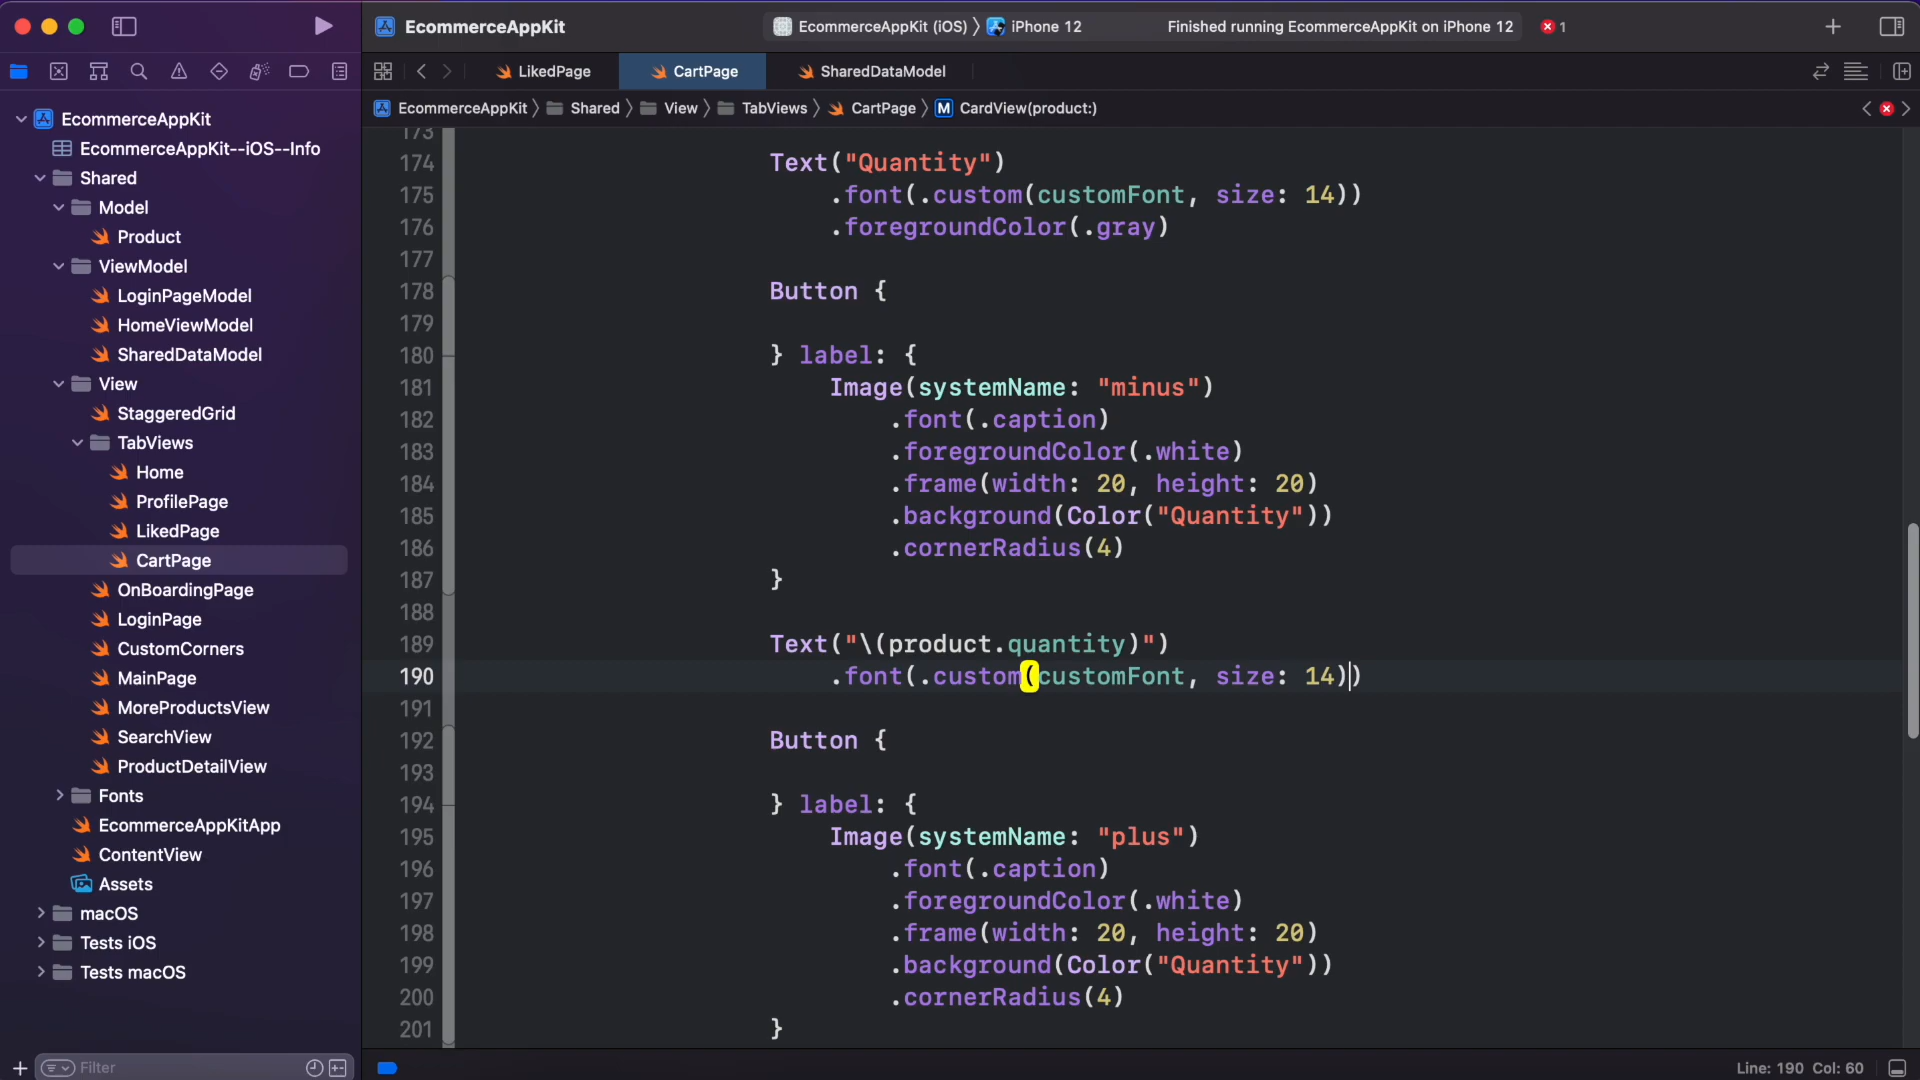 EcommerceAppKit
EcommerceAppKit (iOS) iPhone 12
Finished running EcommerceAppKit on iPhone 12
1
LikedPage
CartPage
SharedDataModel
EcommerceAppKit Shared View TabViews CartPage M CardView(product:)
EcommerceAppKit
EcommerceAppKit--iOS--Info
Shared
Model
Product
ViewModel
LoginPageModel
HomeViewModel
SharedDataModel
View
StaggeredGrid
TabViews
Home
ProfilePage
LikedPage
CartPage
OnBoardingPage
LoginPage
CustomCorners
MainPage
MoreProductsView
SearchView
ProductDetailView
Fonts
EcommerceAppKitApp
ContentView
Assets
macOS
Tests iOS
Tests macOS
Filter
173
174 Text("Quantity")
175 .font(.custom(customFont, size: 14))
176 .foregroundColor(.gray)
177
178 Button {
179
180 } label: {
181 Image(systemName: "minus")
182 .font(.caption)
183 .foregroundColor(.white)
184 .frame(width: 20, height: 20)
185 .background(Color("Quantity"))
186 .cornerRadius(4)
187 }
188
189 Text("\(product.quantity)")
190 .font(.custom(customFont, size: 14))
191
192 Button {
193
194 } label: {
195 Image(systemName: "plus")
196 .font(.caption)
197 .foregroundColor(.white)
198 .frame(width: 20, height: 20)
199 .background(Color("Quantity"))
200 .cornerRadius(4)
201 }
Line: 190 Col: 60